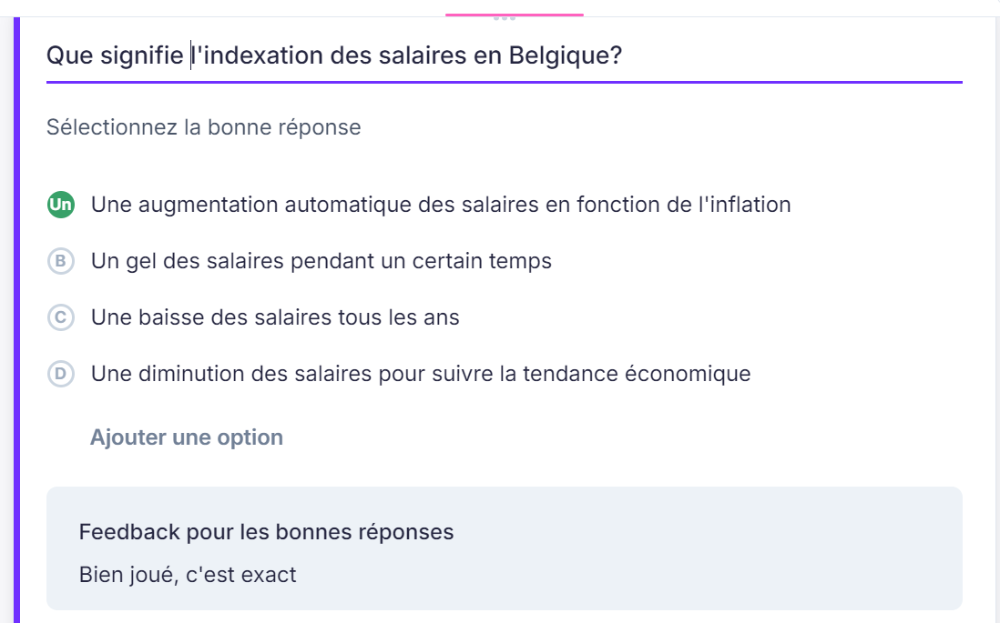 Que signifie l'indexation des salaires en Belgique?
Sélectionnez la bonne réponse
Un Une augmentation automatique des salaires en fonction de l'inflation
B Un gel des salaires pendant un certain temps
C Une baisse des salaires tous les ans
D Une diminution des salaires pour suivre la tendance économique
Ajouter une option
Feedback pour les bonnes réponses
Bien joué, c'est exact